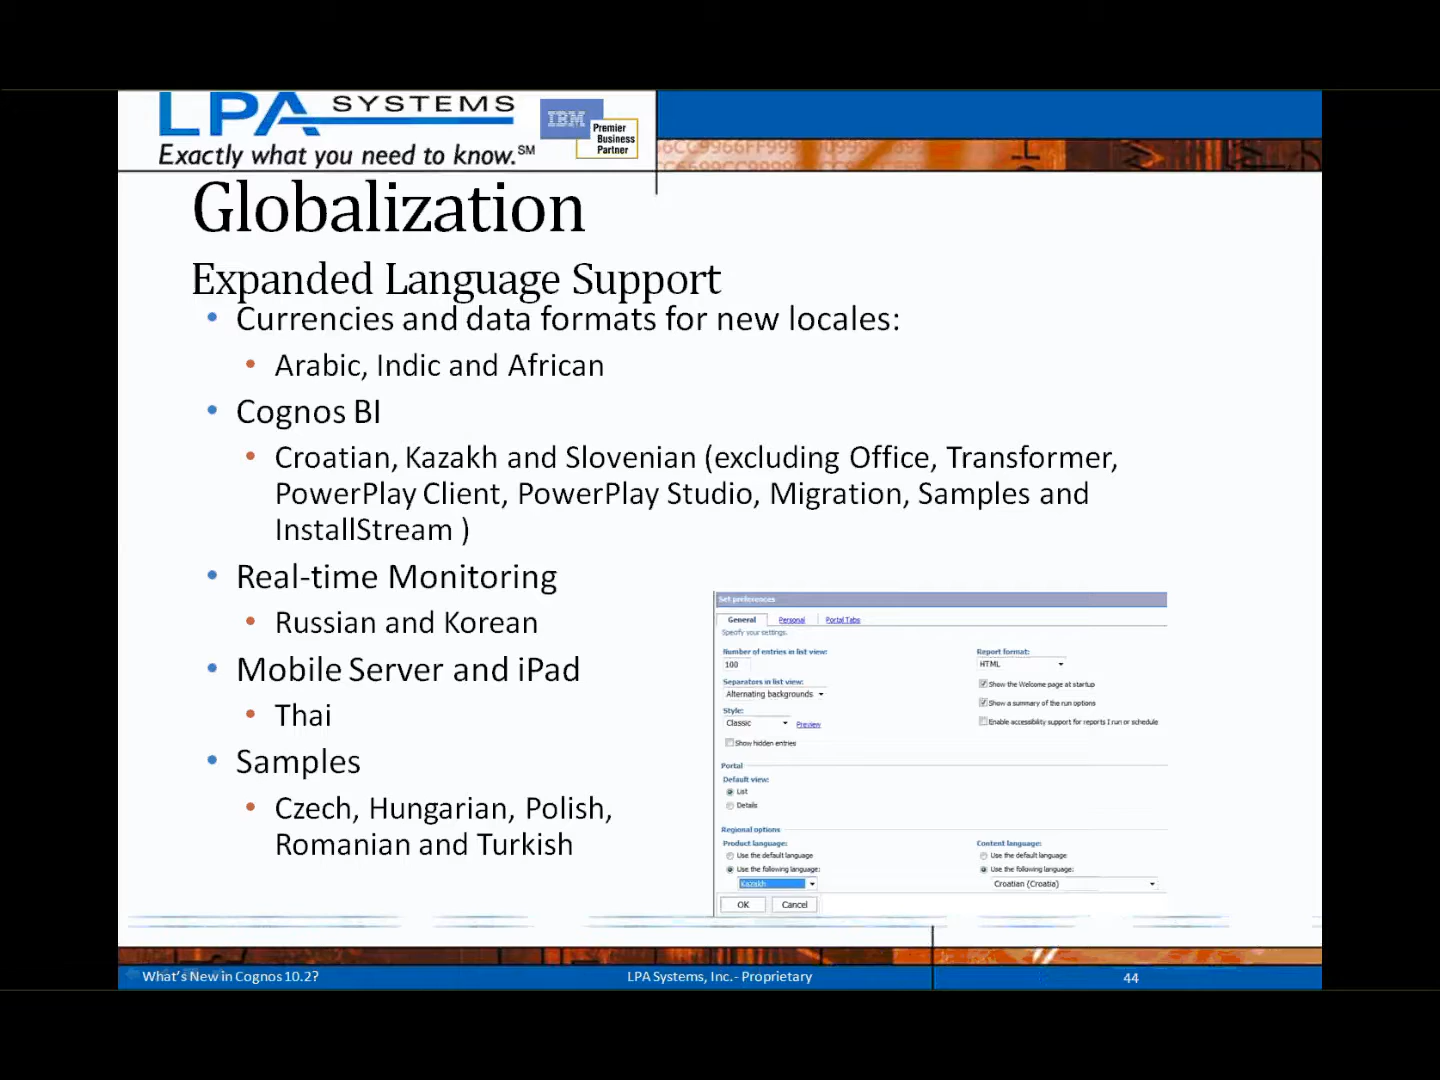 LPA SYSTEMS
Exactly what you need to know.SM
IBM
Premier
Business
Partner
Globalization
Expanded Language Support
• Currencies and data formats for new locales:
• Arabic, Indic and African
• Cognos BI
• Croatian, Kazakh and Slovenian (excluding Office, Transformer,
PowerPlay Client, PowerPlay Studio, Migration, Samples and
InstallStream )
• Real-time Monitoring
• Russian and Korean
• Mobile Server and iPad
• Thai
• Samples
• Czech, Hungarian, Polish,
Romanian and Turkish
Set preferences
General Personal Portal Tabs
Specify your settings.
Number of entries in list view:
100
Separators in list view:
Alternating backgrounds
Style:
Classic Preview
Show hidden entries
Report format:
HTML
Show the Welcome page at startup
Show a summary of the run options
Enable accessibility support for reports I run or schedule
Portal
Default view:
List
Details
Regional options
Product language:
Use the default language
Use the following language:
Kazakh
Content language:
Use the default language
Use the following language:
Croatian (Croatia)
OK Cancel
What's New in Cognos 10.2? LPA Systems, Inc.- Proprietary 44